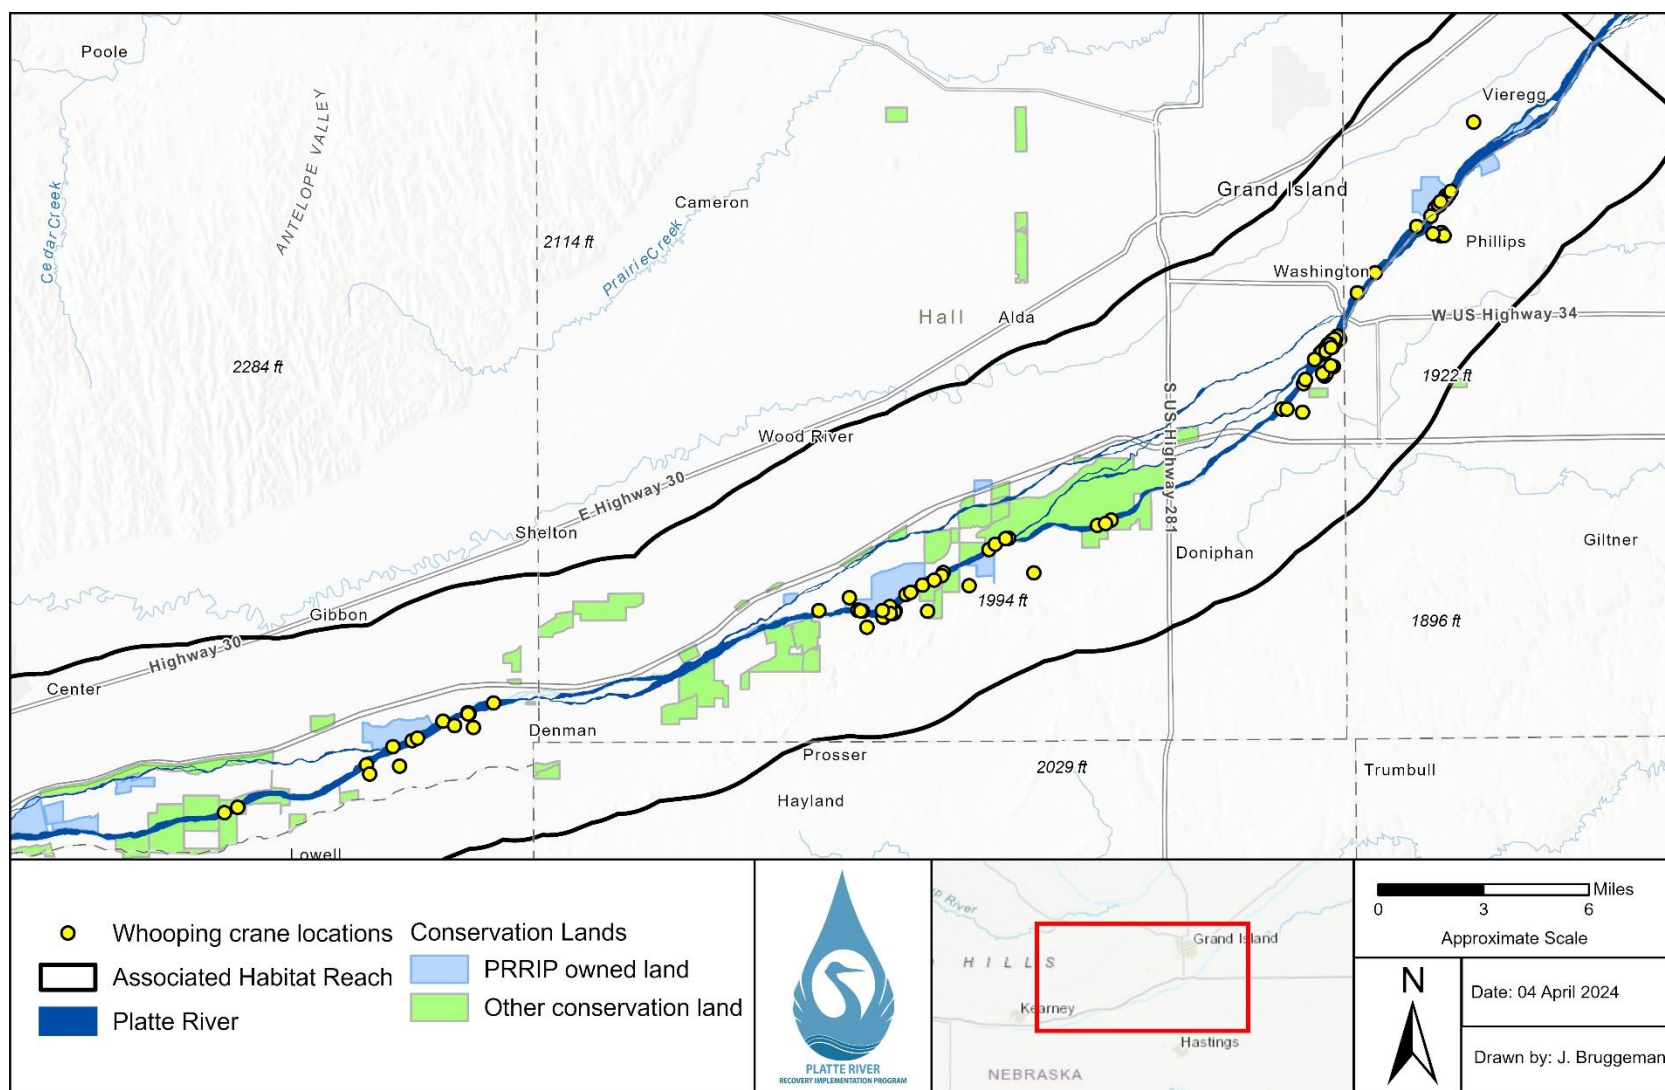 Poole
Vieregg
Cedar Creek
ANTELOPE VALLEY
Cameron
Grand Island
2114 ft
Prairie Creek
Phillips
Washington
Hall
Alda
W US Highway 34
2284 ft
1922 ft
S US Highway 281
Wood River
E Highway 30
Shelton
Doniphan
Giltner
1994 ft
Gibbon
1896 ft
Highway 30
Center
Denman
Prosser
2029 ft
Trumbull
Hayland
Lowell
Whooping crane locations
Associated Habitat Reach
Platte River
Conservation Lands
PRRIP owned land
Other conservation land
PLATTE RIVER
RECOVERY IMPLEMENTATION PROGRAM
River
Grand Island
HILLS
Kearney
Hastings
NEBRASKA
Miles
0 3 6
Approximate Scale
N
Date: 04 April 2024
Drawn by: J. Bruggeman